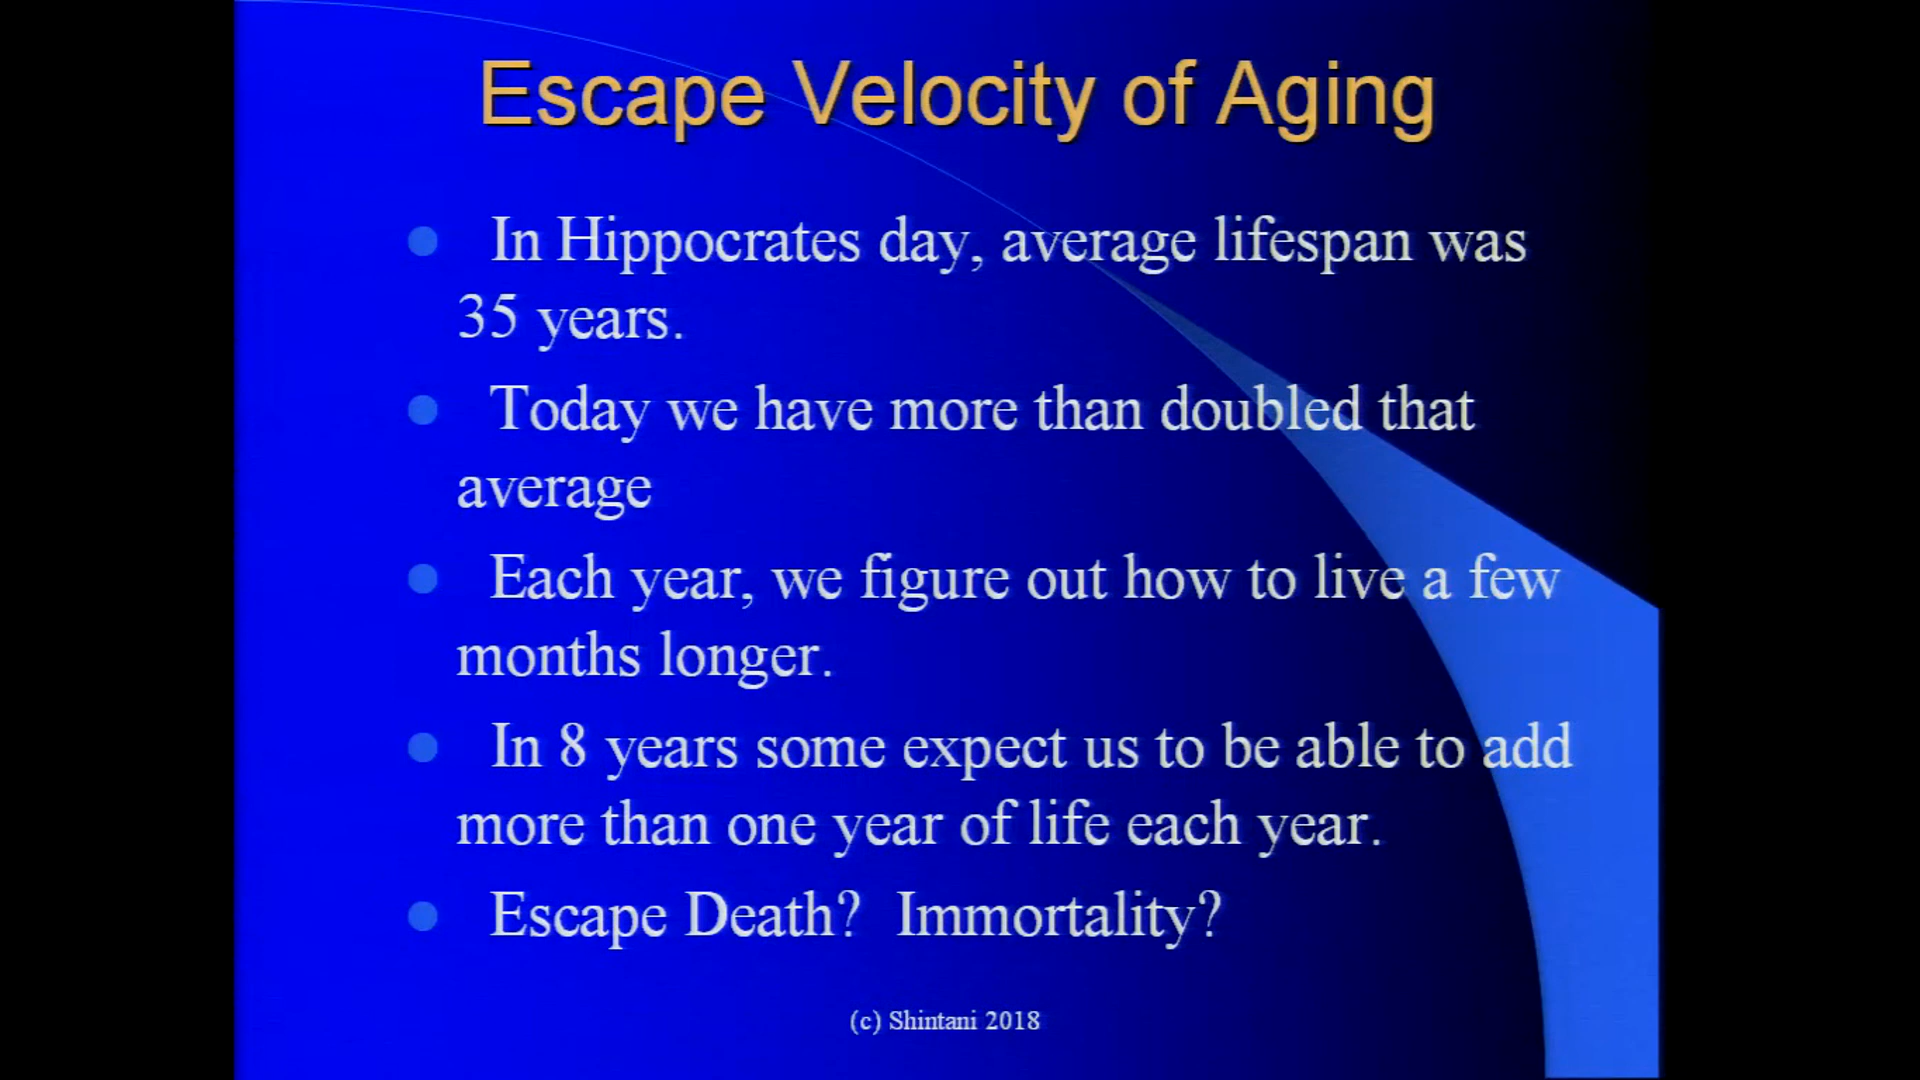 Escape Velocity of Aging
In Hippocrates day, average lifespan was
35 years.
Today we have more than doubled that
average
Each year, we figure out how to live a few
months longer.
In 8 years some expect us to be able to add
more than one year of life each year.
Escape Death?  Immortality?
(c) Shintani 2018